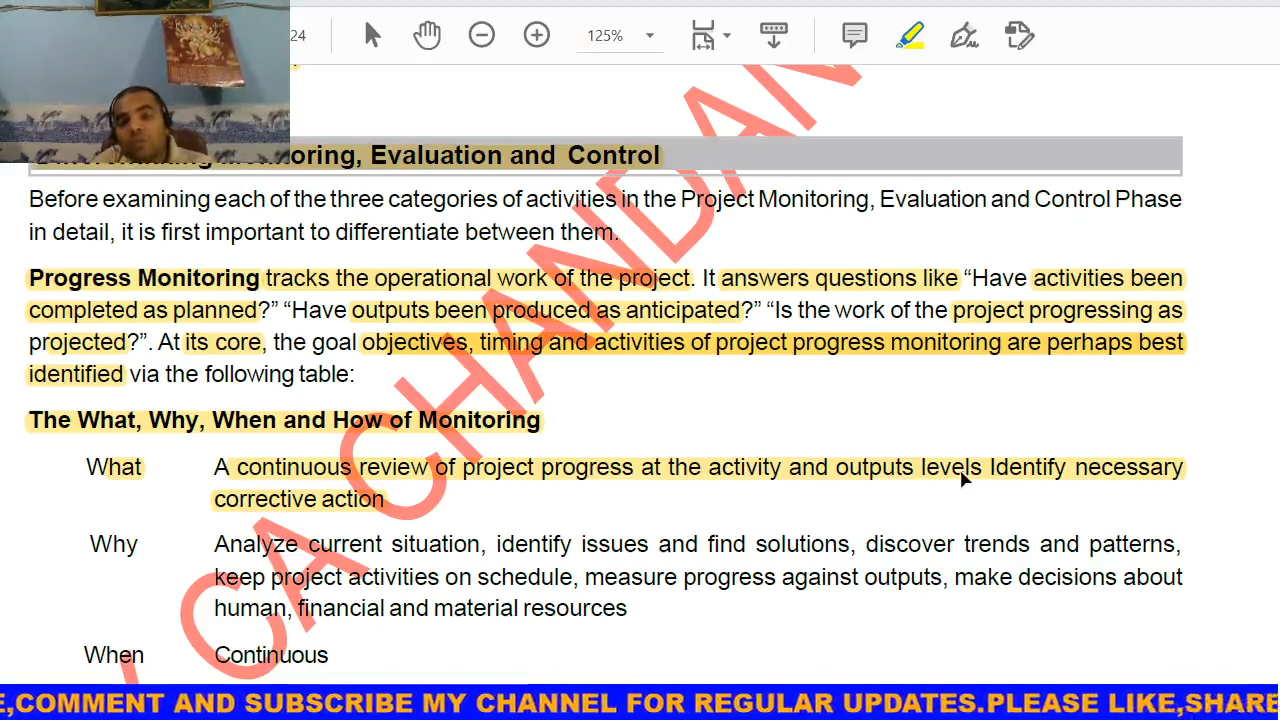 24
125%
oring, Evaluation and Control
Before examining each of the three categories of activities in the Project Monitoring, Evaluation and Control Phase
in detail, it is first important to differentiate between them.
Progress Monitoring tracks the operational work of the project. It answers questions like “Have activities been
completed as planned?” “Have outputs been produced as anticipated?” “Is the work of the project progressing as
projected?”. At its core, the goal objectives, timing and activities of project progress monitoring are perhaps best
identified via the following table:
The What, Why, When and How of Monitoring
What A continuous review of project progress at the activity and outputs levels Identify necessary
corrective action
Why Analyze current situation, identify issues and find solutions, discover trends and patterns,
keep project activities on schedule, measure progress against outputs, make decisions about
human, financial and material resources
When Continuous
CA CHANDAN
E,COMMENT AND SUBSCRIBE MY CHANNEL FOR REGULAR UPDATES.PLEASE LIKE,SHARE